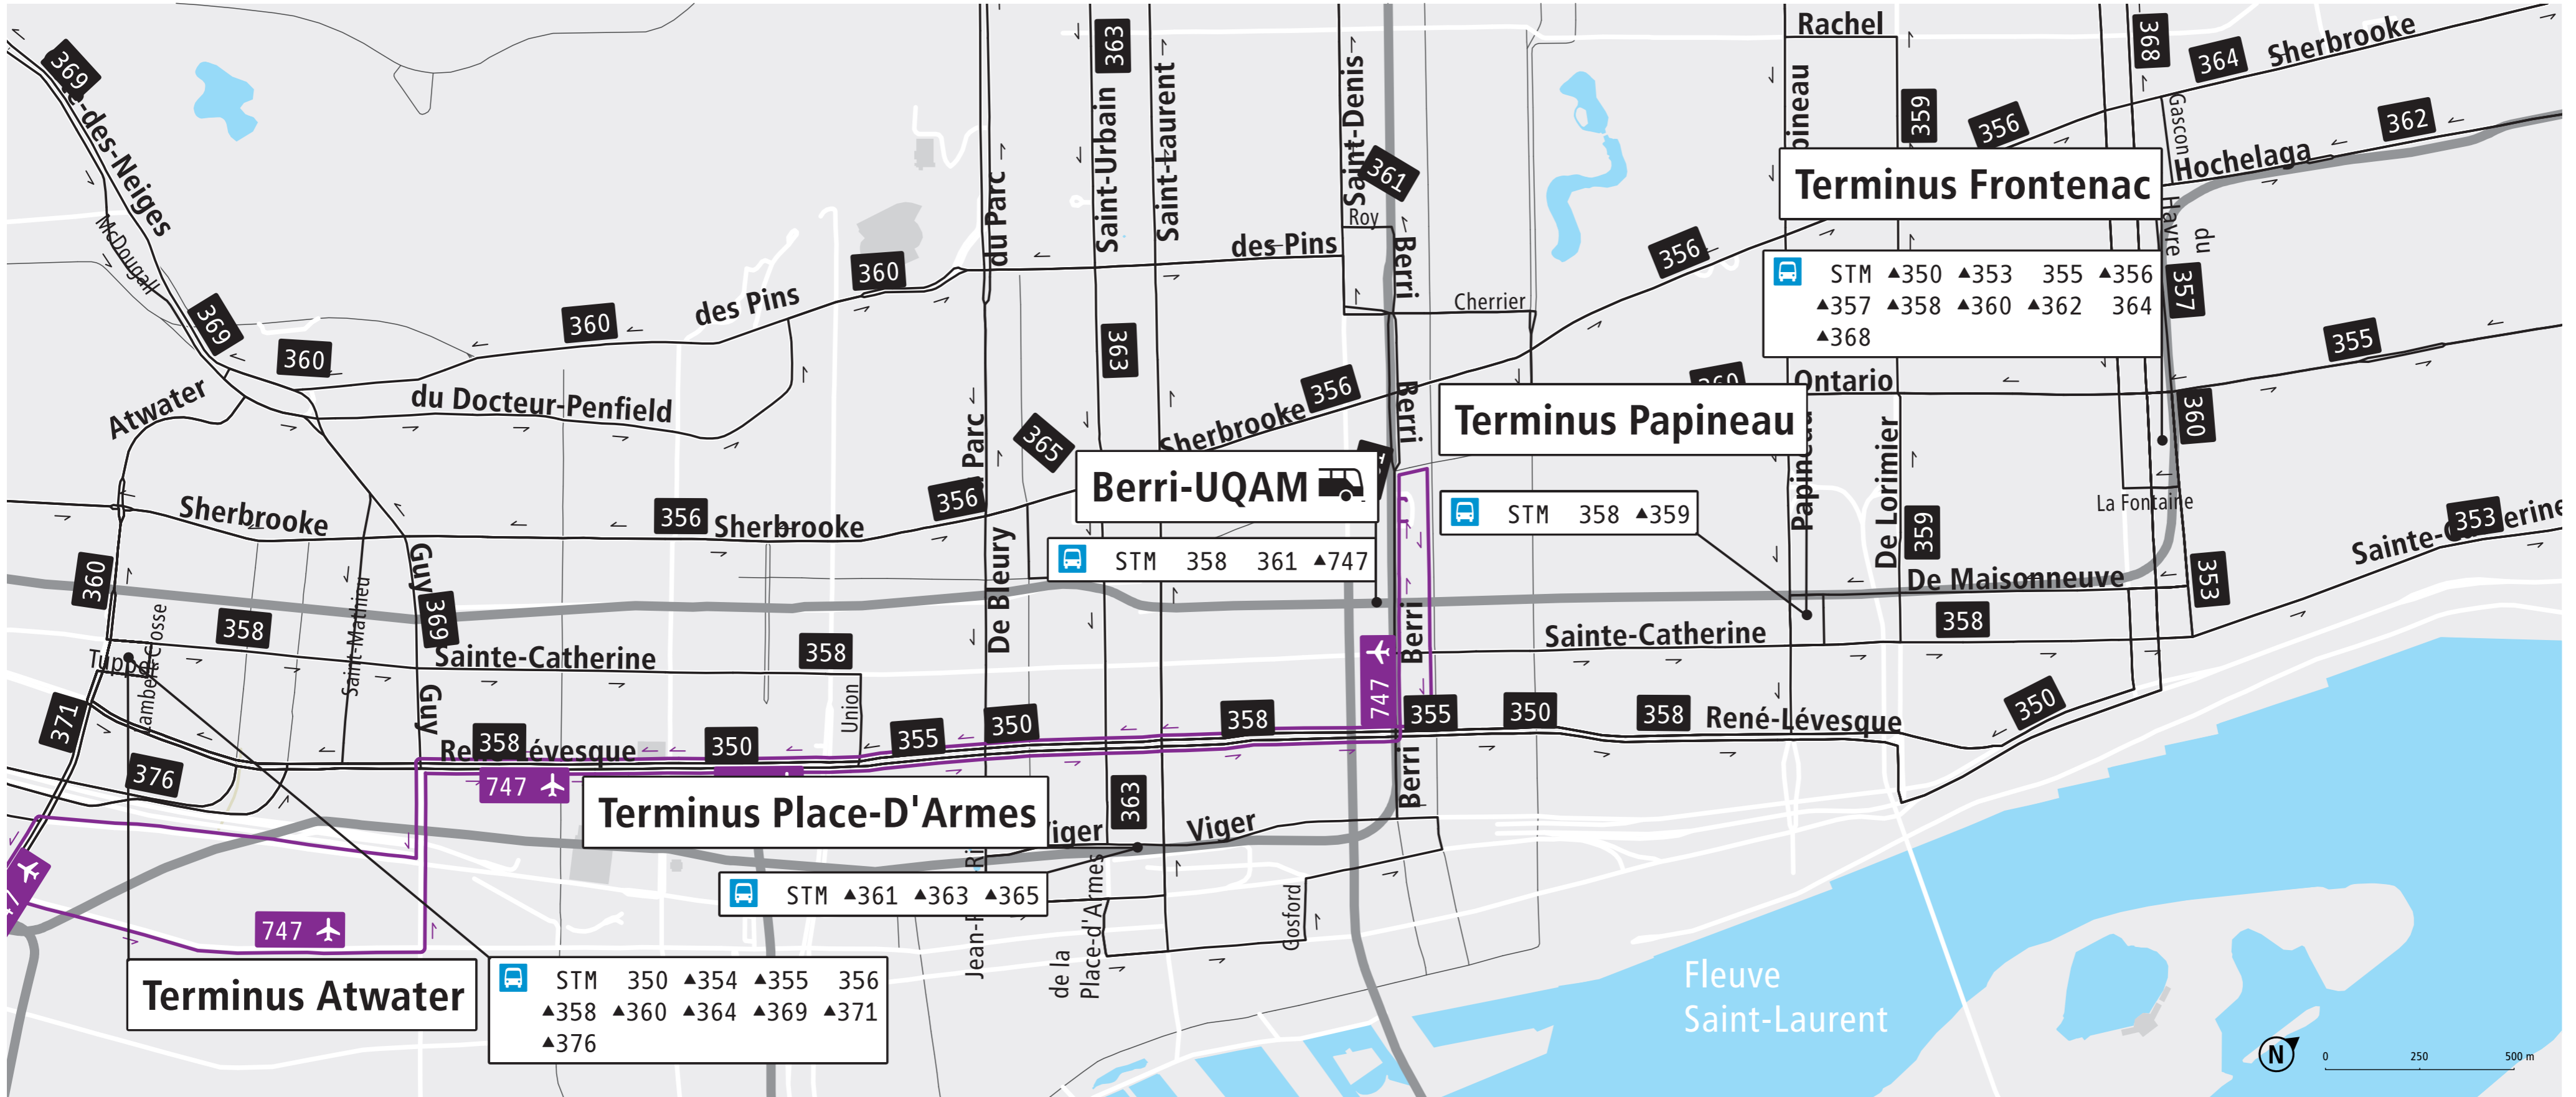 Rachel
368
364
Sherbrooke
363
369
359
356
362
Gascon
Hochelaga
Saint-Urbain
Saint-Laurent
Saint-Denis
361
Roy
du Parc
des Pins
Berri
Terminus Frontenac
STM ▲350 ▲353 355 ▲356
▲357 ▲358 ▲360 ▲362 364
▲368
du
Havre
357
McDougall
369
360
360
360
des Pins
356
Cherrier
363
355
Ontario
360
Atwater
du Docteur-Penfield
Parc
365
Sherbrooke
356
Berri
Terminus Papineau
STM 358 ▲359
Papineau
De Lorimier
359
La Fontaine
353
Berri-UQAM
STM 358 361 ▲747
Sherbrooke
356
Sherbrooke
356
De Bleury
Guy
369
360
358
Saint-Mathieu
De Maisonneuve
358
353
Sainte-Catherine
358
Sainte-Catherine
Berri
747
Union
Guy
371
376
358
350
355
350
358
355
350
358
René-Lévesque
350
747
Berri
Terminus Place-D'Armes
STM ▲361 ▲363 ▲365
363
Viger
de la
Place-d'Armes
Gosford
747
Terminus Atwater
STM 350 ▲354 ▲355 356
▲358 ▲360 ▲364 ▲369 ▲371
▲376
Fleuve
Saint-Laurent
N
0 250 500 m